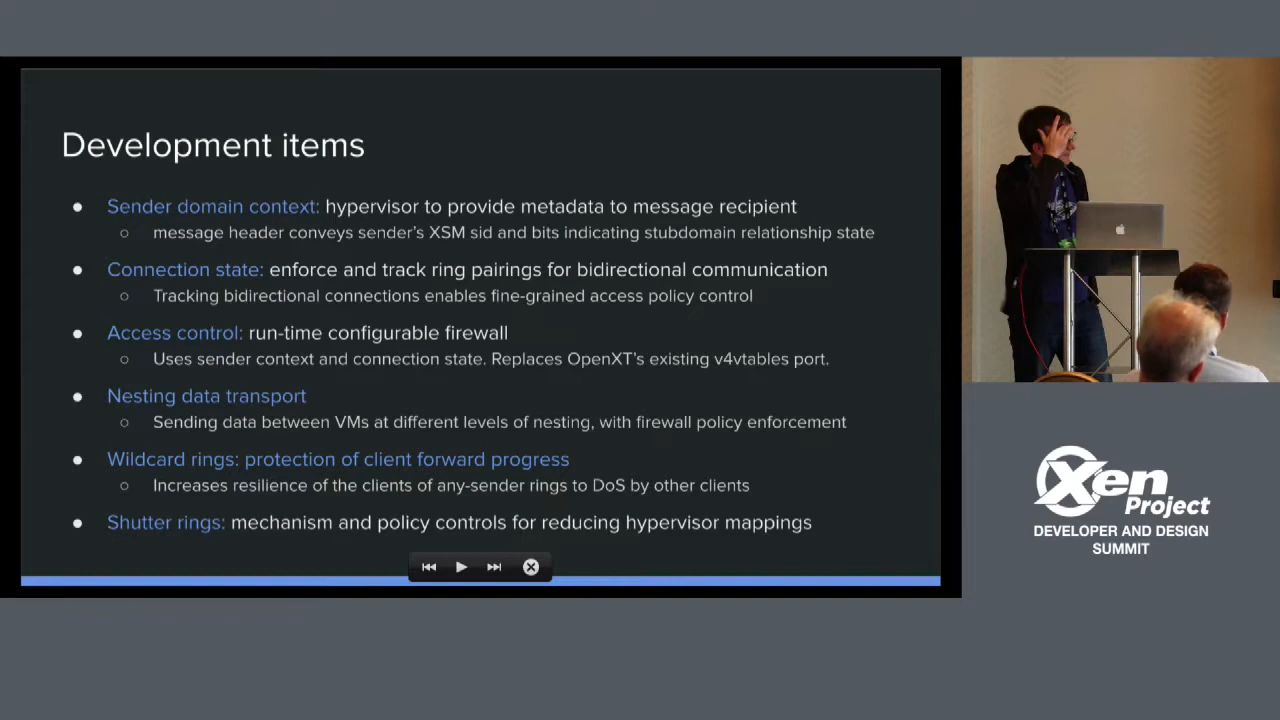 Development items
● Sender domain context: hypervisor to provide metadata to message recipient
○ message header conveys sender's XSM sid and bits indicating stubdomain relationship state
● Connection state: enforce and track ring pairings for bidirectional communication
○ Tracking bidirectional connections enables fine-grained access policy control
● Access control: run-time configurable firewall
○ Uses sender context and connection state. Replaces OpenXT's existing v4vtables port.
● Nesting data transport
○ Sending data between VMs at different levels of nesting, with firewall policy enforcement
● Wildcard rings: protection of client forward progress
○ Increases resilience of the clients of any-sender rings to DoS by other clients
● Shutter rings: mechanism and policy controls for reducing hypervisor mappings
Xen
Project
DEVELOPER AND DESIGN
SUMMIT